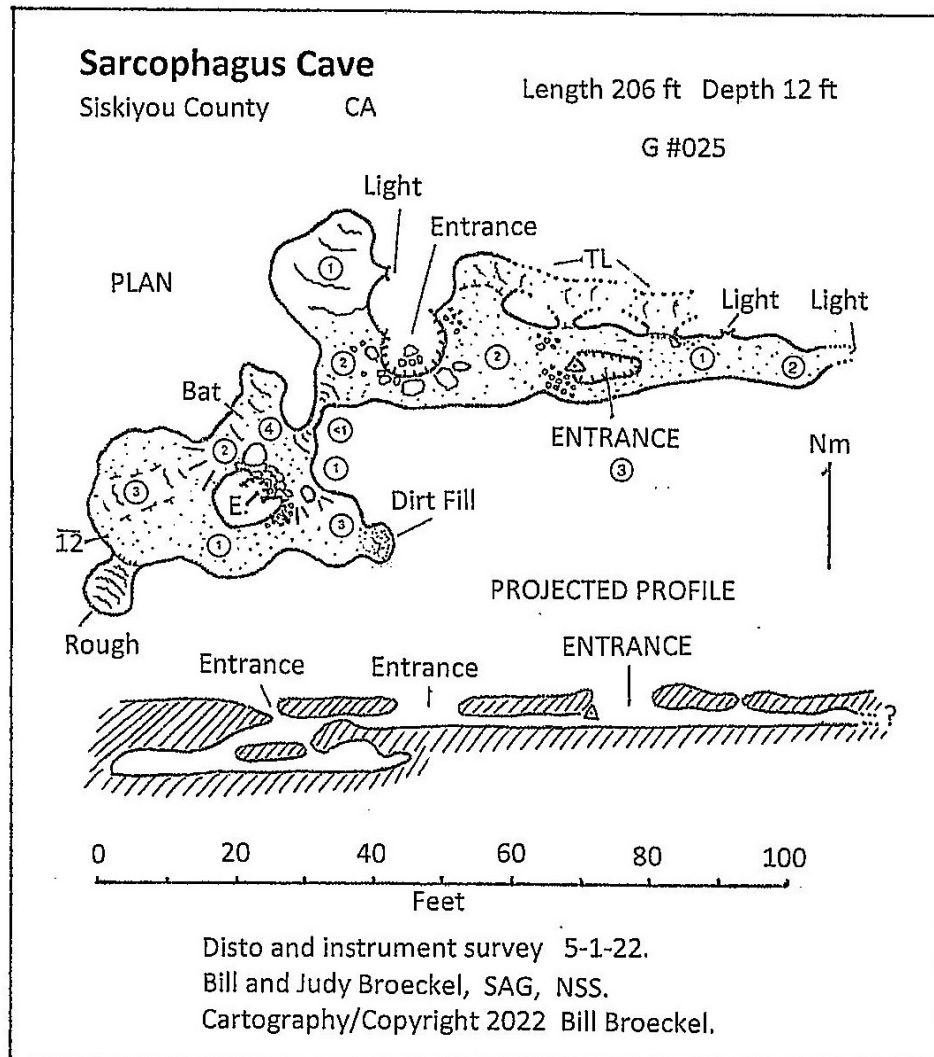 Sarcophagus Cave
Siskiyou County CA
Length 206 ft Depth 12 ft
G #025
Light
Entrance
PLAN
TL
Light
Light
1
2
2
1
2
Bat
4
<1
ENTRANCE
Nm
2
1
3
3
E.
3
Dirt Fill
12
1
Rough
PROJECTED PROFILE
Entrance
Entrance
ENTRANCE
?
0 20 40 60 80 100
Feet
Disto and instrument survey 5-1-22.
Bill and Judy Broeckel, SAG, NSS.
Cartography/Copyright 2022 Bill Broeckel.